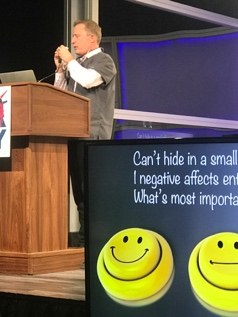 Can't hide in a small
I negative affects ent
What's most importa